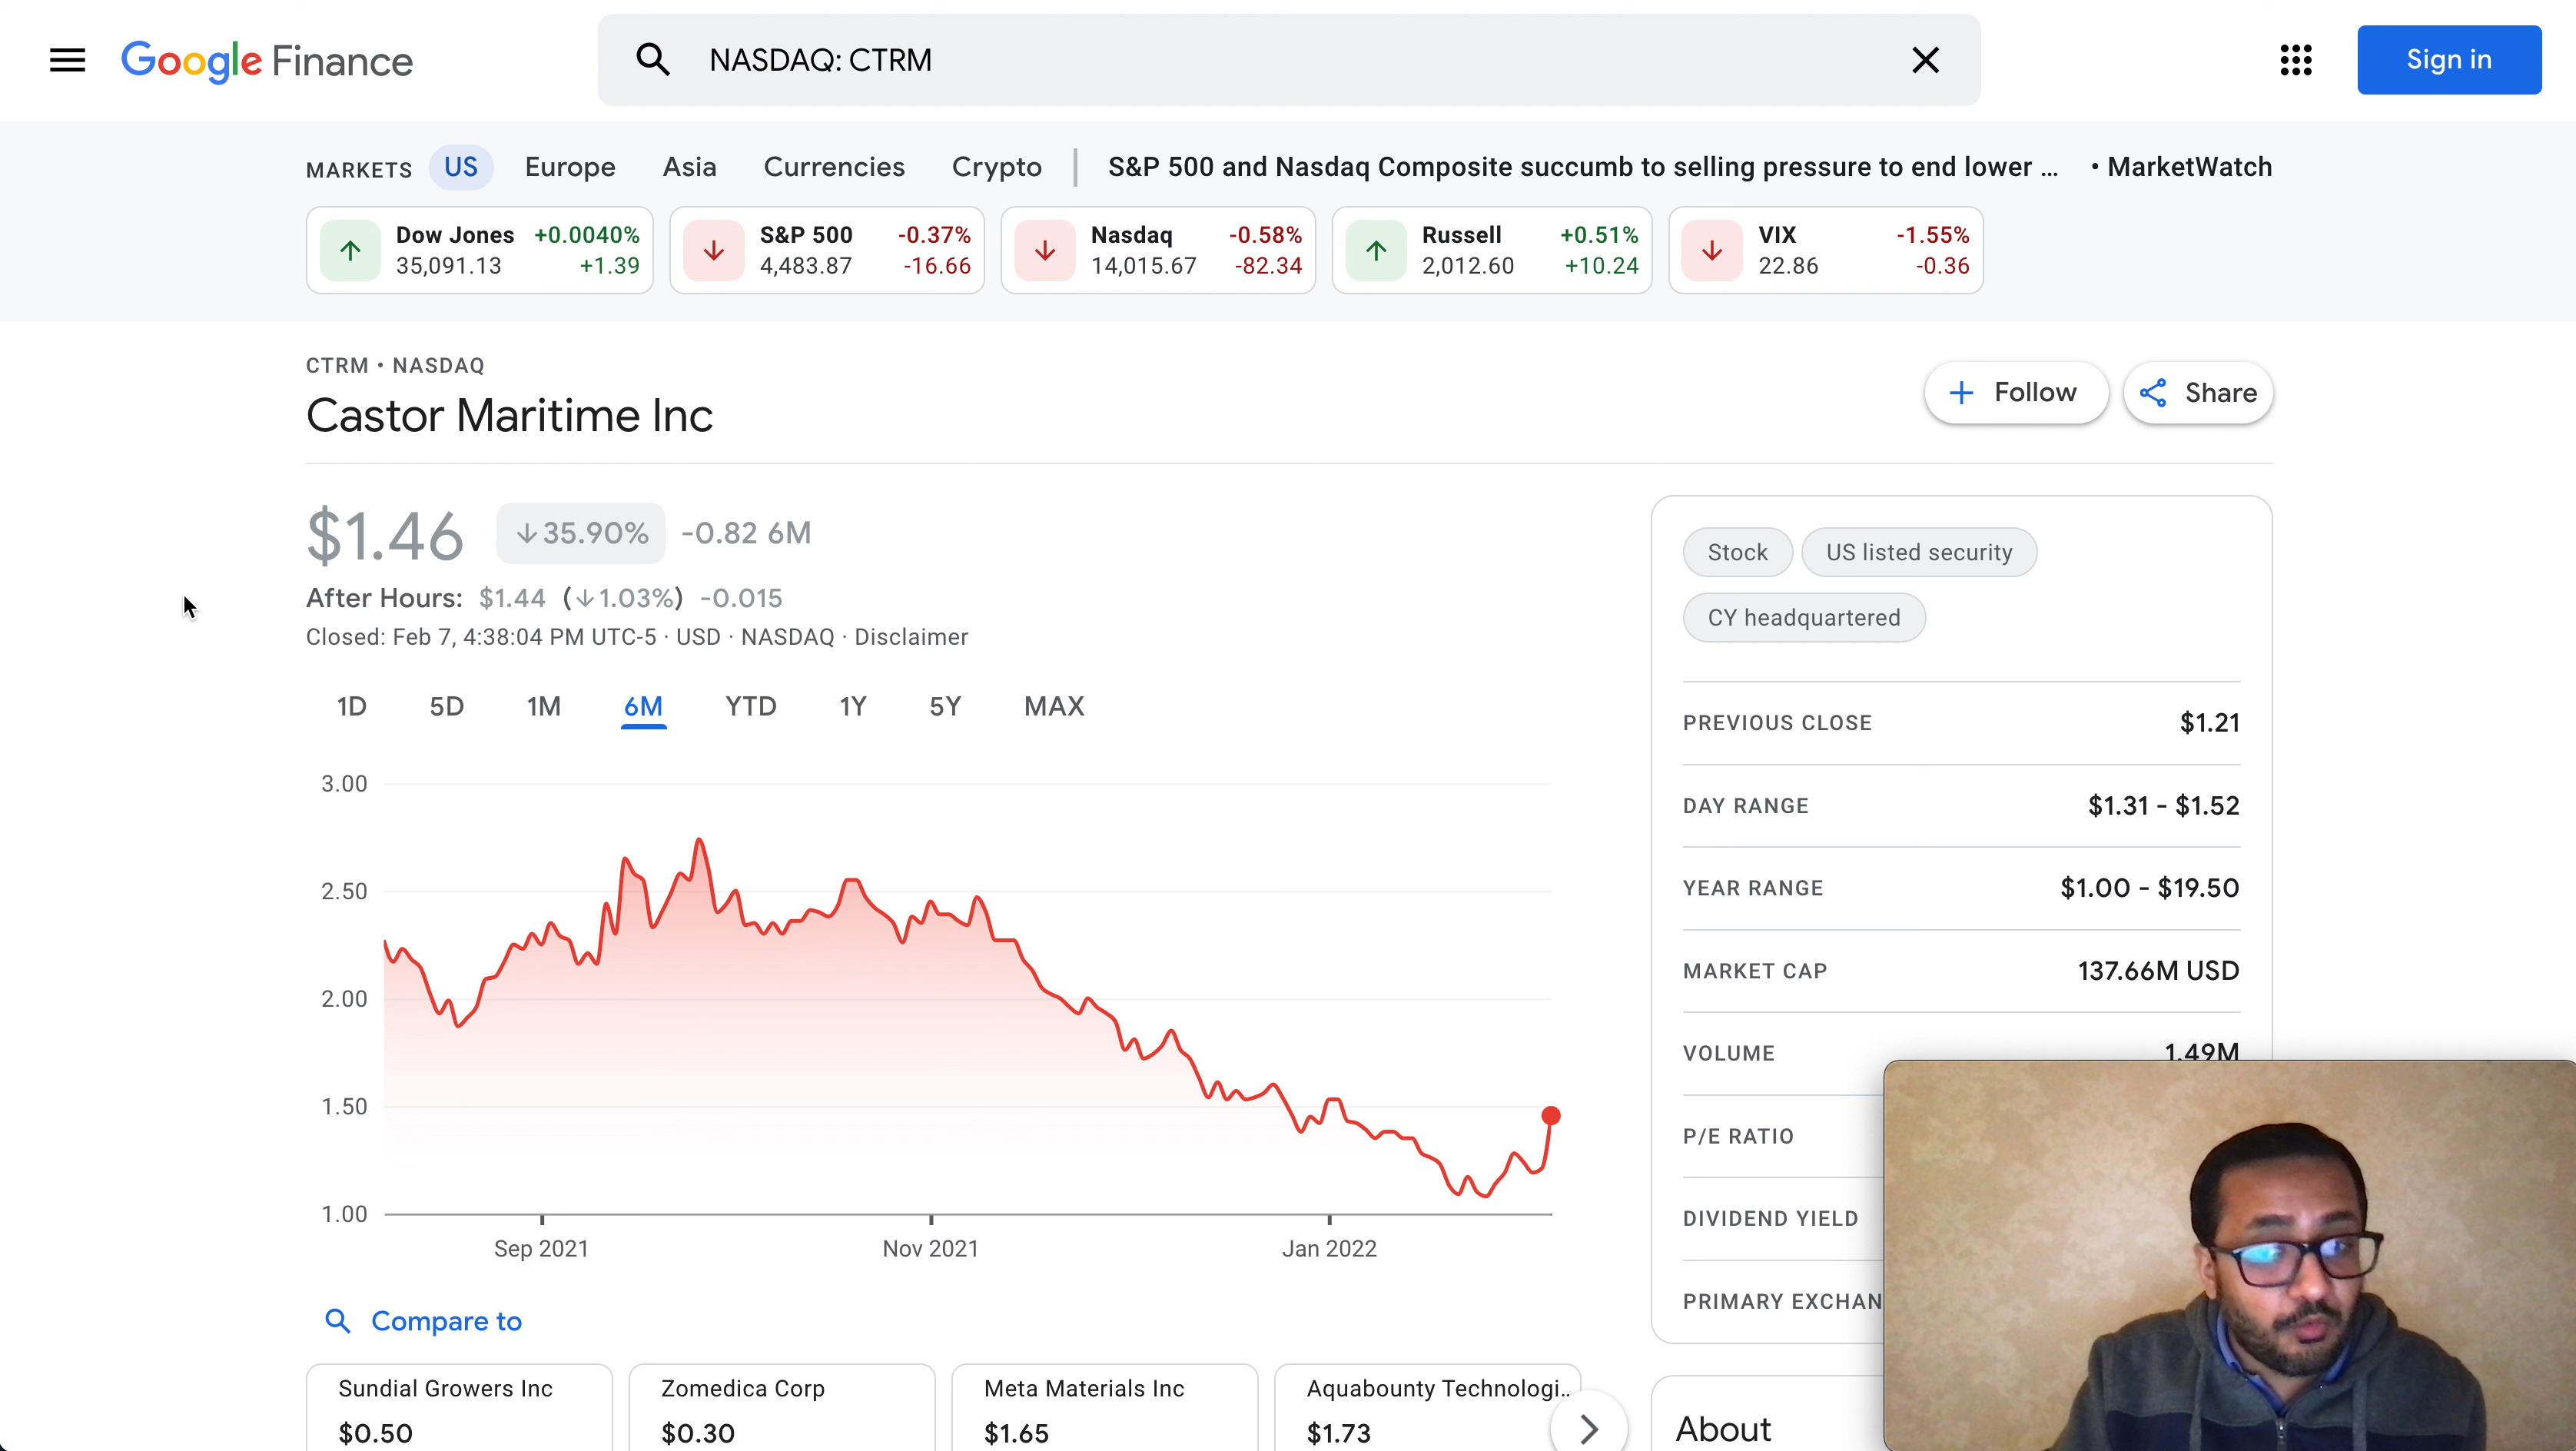 Google Finance
NASDAQ: CTRM
Sign in
MARKETS US Europe Asia Currencies Crypto S&P 500 and Nasdaq Composite succumb to selling pressure to end lower ... • MarketWatch
Dow Jones +0.0040%
35,091.13 +1.39
S&P 500 -0.37%
4,483.87 -16.66
Nasdaq -0.58%
14,015.67 -82.34
Russell +0.51%
2,012.60 +10.24
VIX -1.55%
22.86 -0.36
CTRM • NASDAQ
Castor Maritime Inc
Follow
Share
$1.46 ↓35.90% -0.82 6M
After Hours: $1.44 (↓1.03%) -0.015
Closed: Feb 7, 4:38:04 PM UTC-5 · USD · NASDAQ · Disclaimer
1D 5D 1M 6M YTD 1Y 5Y MAX
3.00
2.50
2.00
1.50
1.00
Sep 2021 Nov 2021 Jan 2022
Compare to
Sundial Growers Inc
$0.50
Zomedica Corp
$0.30
Meta Materials Inc
$1.65
Aquabounty Technologi...
$1.73
Stock US listed security
CY headquartered
PREVIOUS CLOSE $1.21
DAY RANGE $1.31 - $1.52
YEAR RANGE $1.00 - $19.50
MARKET CAP 137.66M USD
VOLUME 1.49M
P/E RATIO
DIVIDEND YIELD
PRIMARY EXCHAN
About